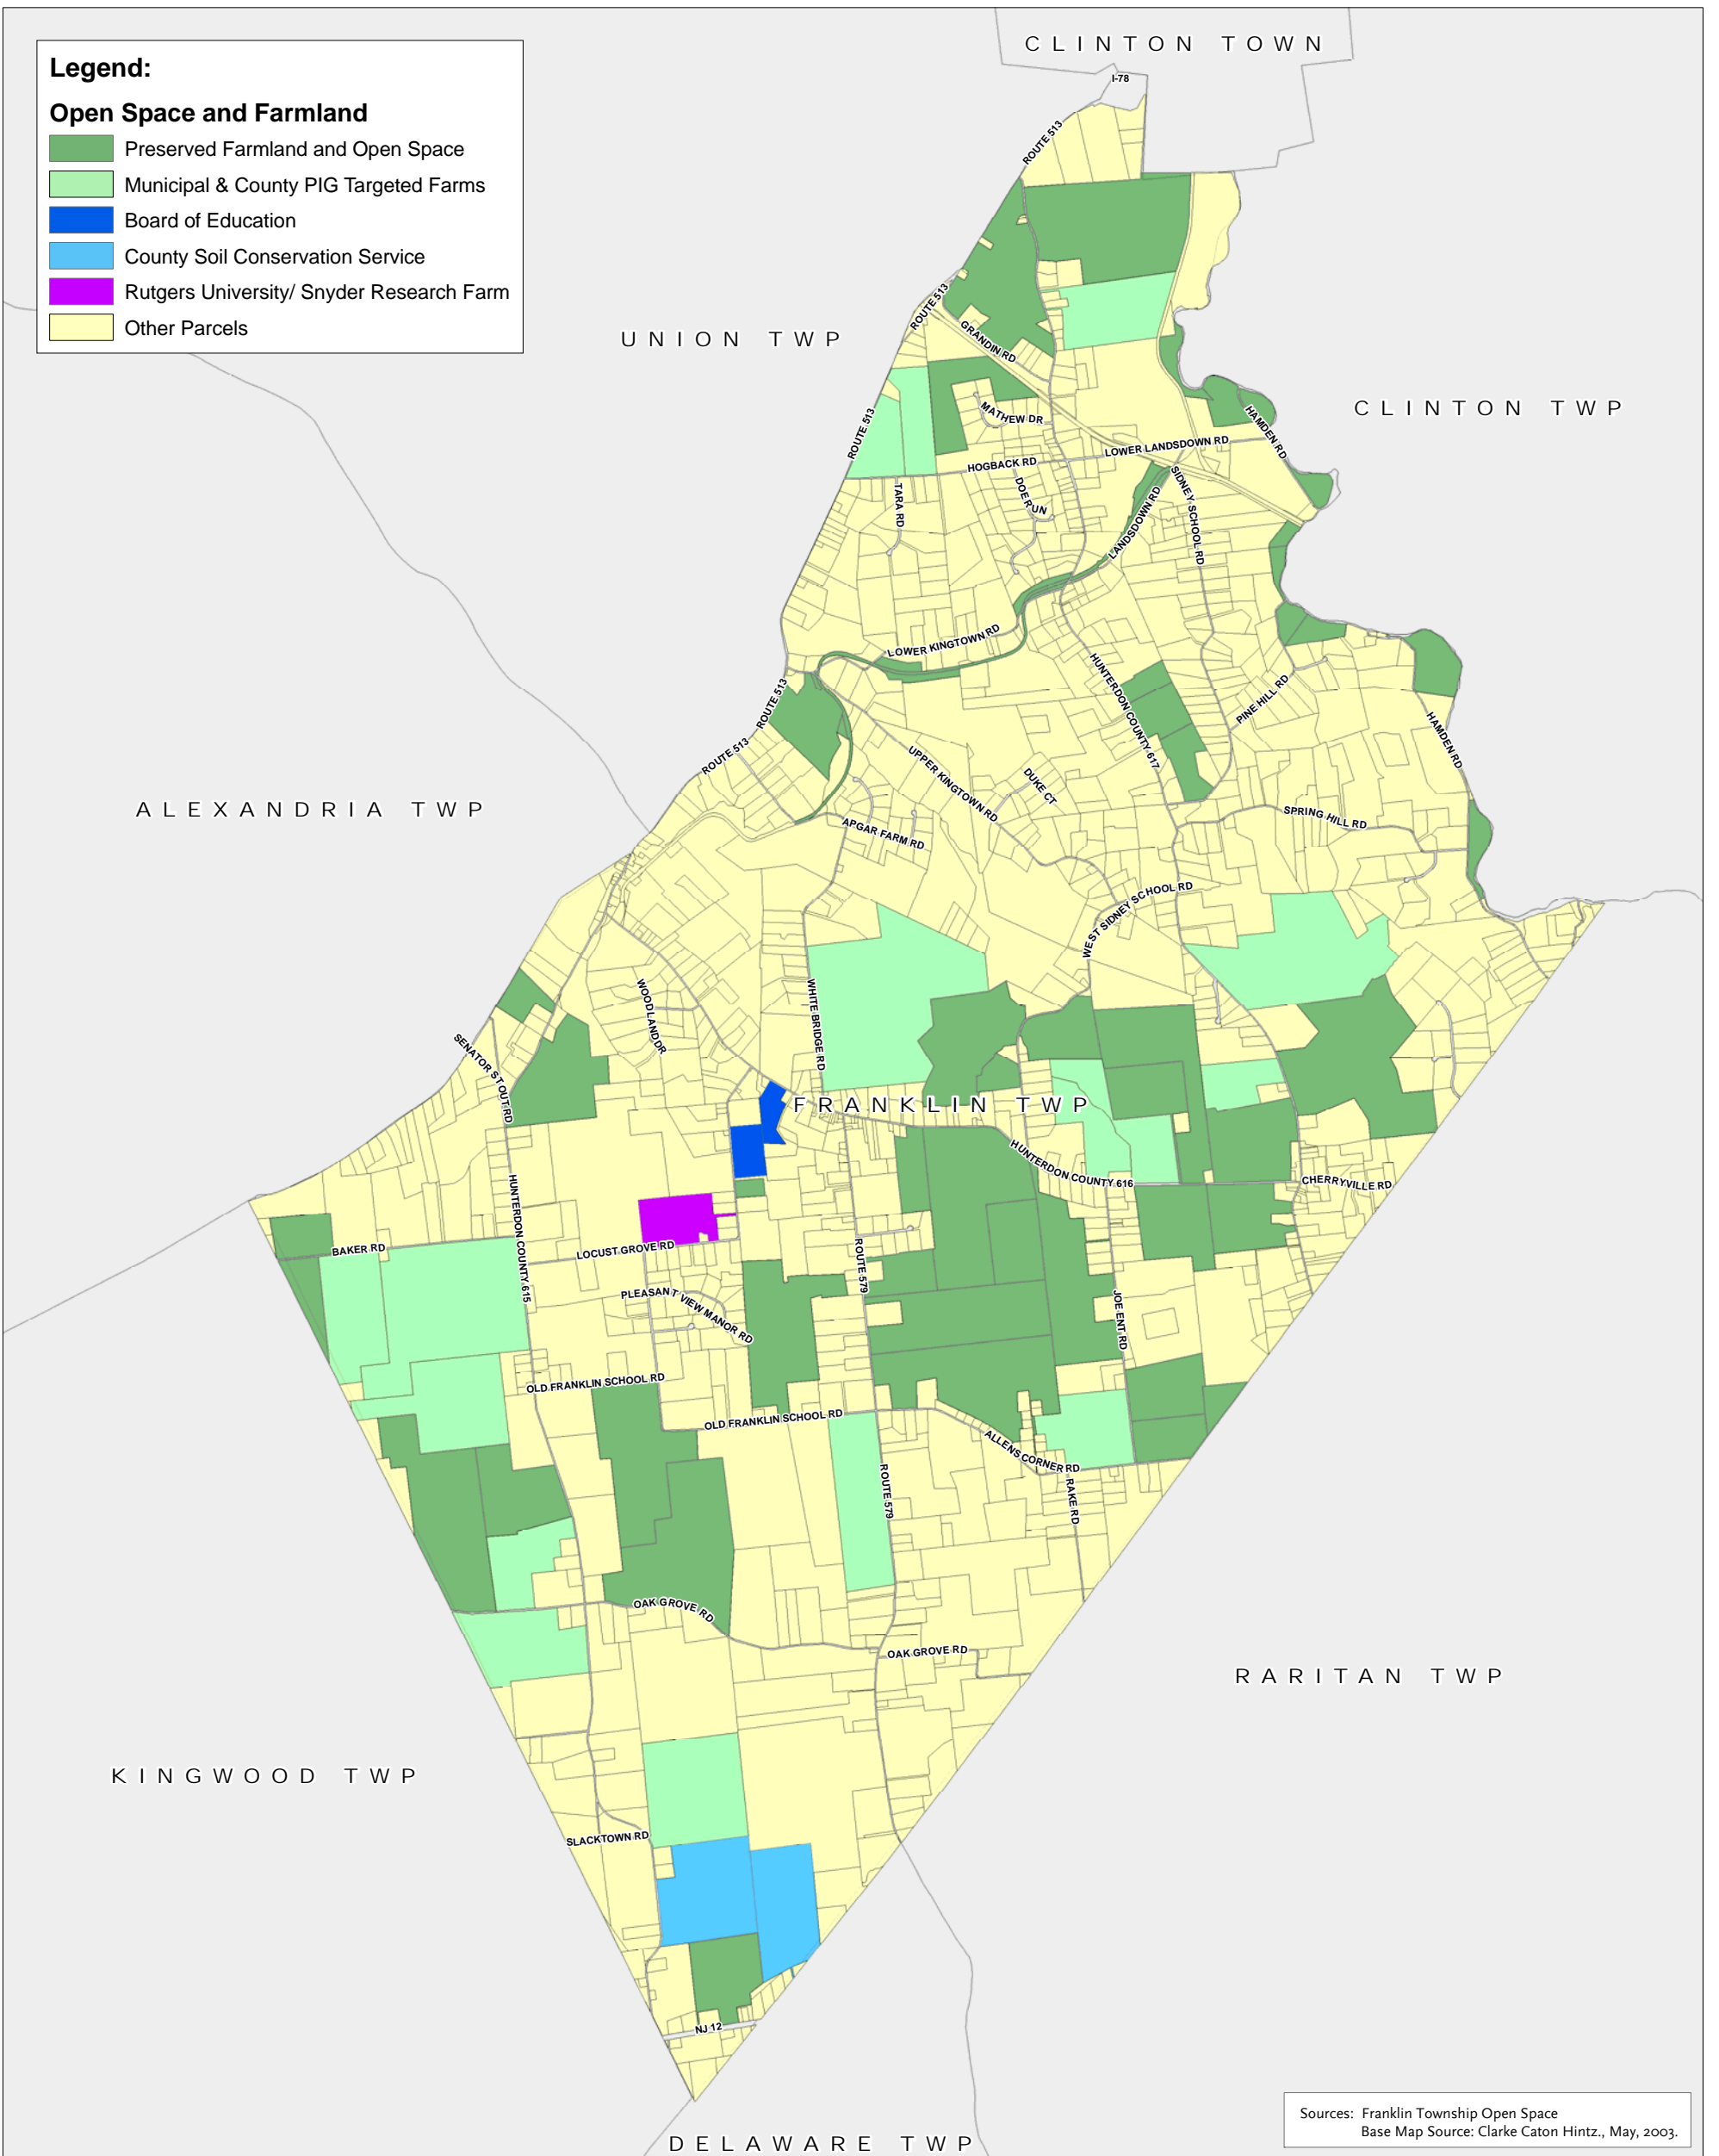 Legend:
Open Space and Farmland
Preserved Farmland and Open Space
Municipal & County PIG Targeted Farms
Board of Education
County Soil Conservation Service
Rutgers University/ Snyder Research Farm
Other Parcels
CLINTON TOWN
I-78
ROUTE 513
UNION TWP
ROUTE 513
GRANDIN RD
CLINTON TWP
ROUTE 513
MATHEW DR
HAMDEN RD
LOWER LANDSDOWN RD
HOGBACK RD
TARA RD
DOE RUN
SIDNEY SCHOOL RD
LANDSDOWN RD
LOWER KINGTOWN RD
HUNTERDON COUNTY 617
ROUTE 513
PINE HILL RD
HAMDEN RD
ROUTE 513
UPPER KINGTOWN RD
DUKE CT
ALEXANDRIA TWP
SPRING HILL RD
APGAR FARM RD
WEST SIDNEY SCHOOL RD
WOODLAND DR
WHITE BRIDGE RD
SENATOR STOUT RD
FRANKLIN TWP
HUNTERDON COUNTY 616
CHERRYVILLE RD
HUNTERDON COUNTY 615
BAKER RD
LOCUST GROVE RD
ROUTE 579
PLEASANT VIEW MANOR RD
JOE ENT RD
OLD FRANKLIN SCHOOL RD
OLD FRANKLIN SCHOOL RD
ALLENS CORNER RD
ROUTE 579
RAKE RD
OAK GROVE RD
OAK GROVE RD
RARITAN TWP
KINGWOOD TWP
SLACKTOWN RD
NJ 12
DELAWARE TWP
Sources: Franklin Township Open Space
Base Map Source: Clarke Caton Hintz., May, 2003.